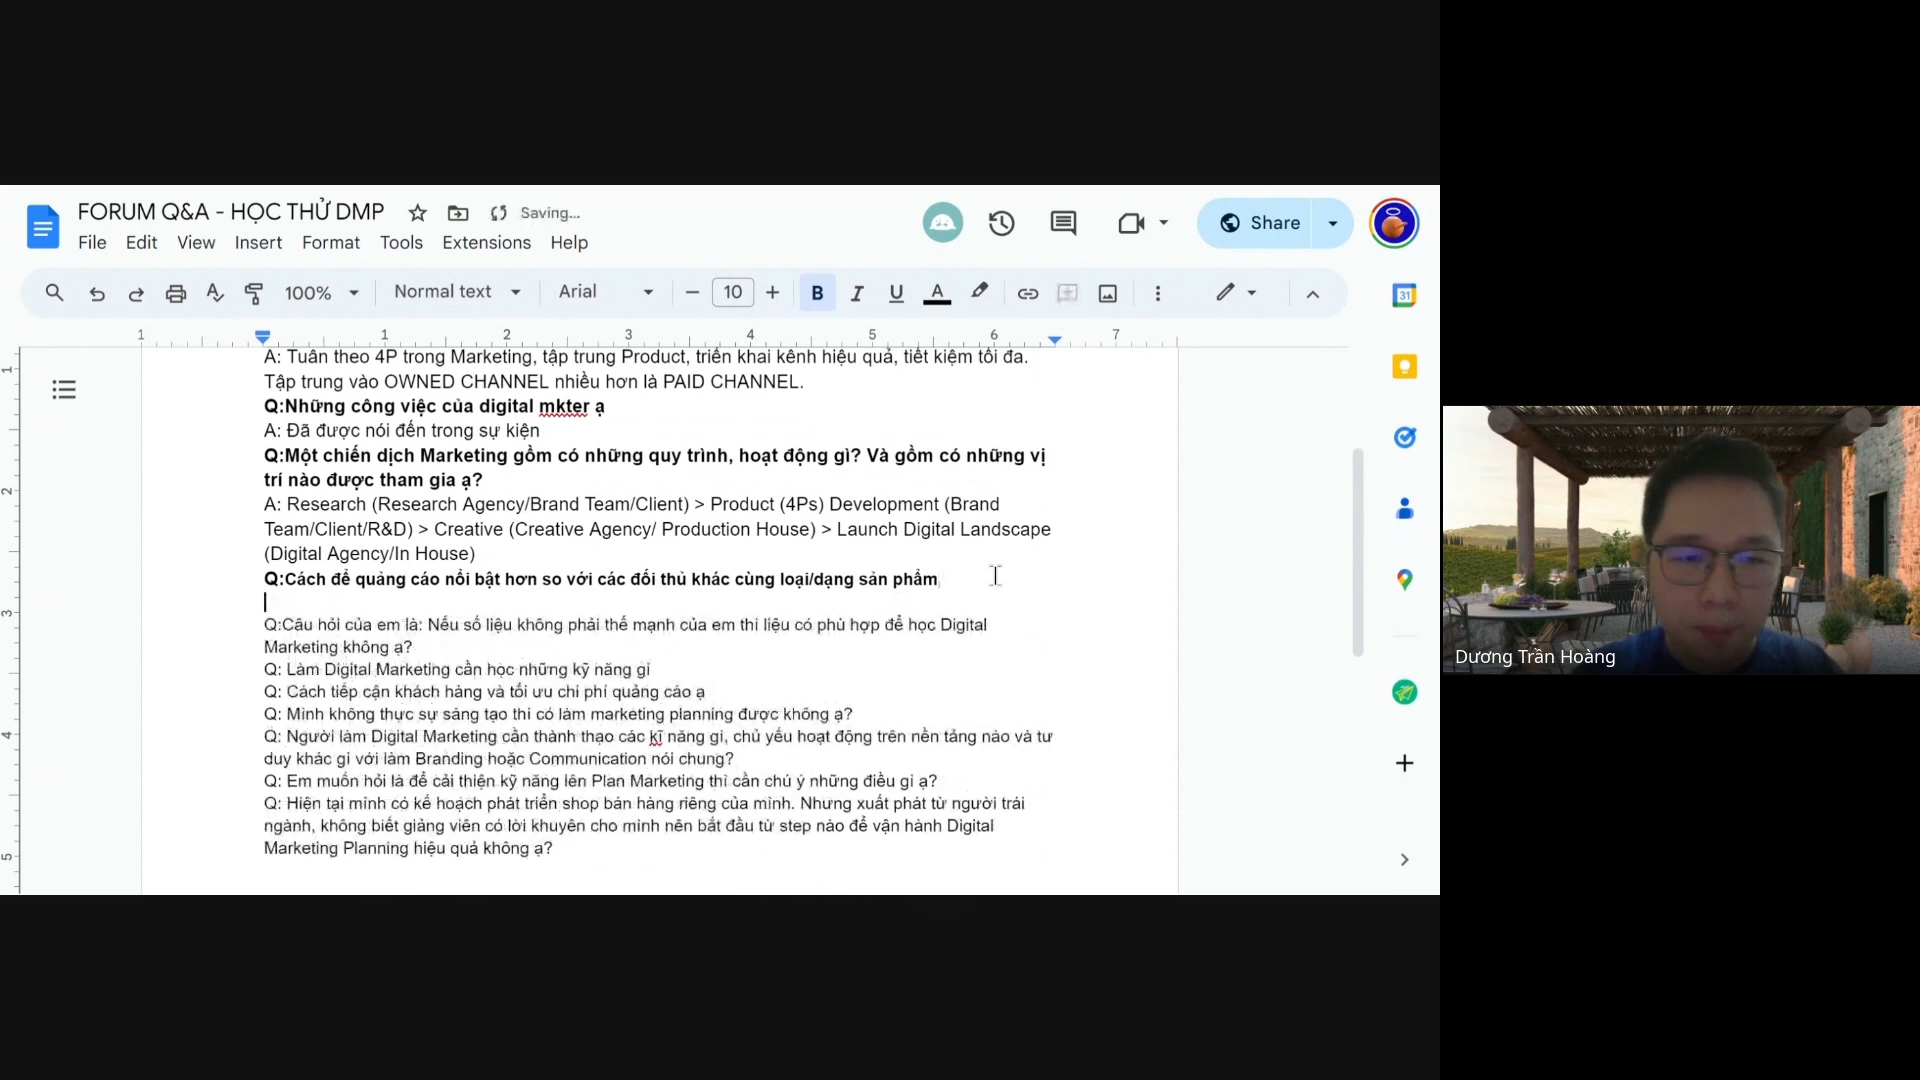 FORUM Q&A - HỌC THỬ DMP
Saving...
File Edit View Insert Format Tools Extensions Help
Share
100% Normal text Arial 10 B I U A
31
1 1 2 3 4 5 6 7
1
2
3
4
5
A: Tuân theo 4P trong Marketing, tập trung Product, triển khai kênh hiệu quả, tiết kiệm tối đa.
Tập trung vào OWNED CHANNEL nhiều hơn là PAID CHANNEL.
Q:Những công việc của digital mkter ạ
A: Đã được nói đến trong sự kiện
Q:Một chiến dịch Marketing gồm có những quy trình, hoạt động gì? Và gồm có những vị
trí nào được tham gia ạ?
A: Research (Research Agency/Brand Team/Client) > Product (4Ps) Development (Brand
Team/Client/R&D) > Creative (Creative Agency/ Production House) > Launch Digital Landscape
(Digital Agency/In House)
Q:Cách để quảng cáo nổi bật hơn so với các đối thủ khác cùng loại/dạng sản phẩm
Q:Câu hỏi của em là: Nếu số liệu không phải thế mạnh của em thì liệu có phù hợp để học Digital
Marketing không ạ?
Q: Làm Digital Marketing cần học những kỹ năng gì
Q: Cách tiếp cận khách hàng và tối ưu chi phí quảng cáo ạ
Q: Mình không thực sự sáng tạo thì có làm marketing planning được không ạ?
Q: Người làm Digital Marketing cần thành thạo các kĩ năng gì, chủ yếu hoạt động trên nền tảng nào và tư
duy khác gì với làm Branding hoặc Communication nói chung?
Q: Em muốn hỏi là để cải thiện kỹ năng lên Plan Marketing thì cần chú ý những điều gì ạ?
Q: Hiện tại mình có kế hoạch phát triển shop bán hàng riêng của mình. Nhưng xuất phát từ người trái
ngành, không biết giảng viên có lời khuyên cho mình nên bắt đầu từ step nào để vận hành Digital
Marketing Planning hiệu quả không ạ?
Dương Trần Hoàng